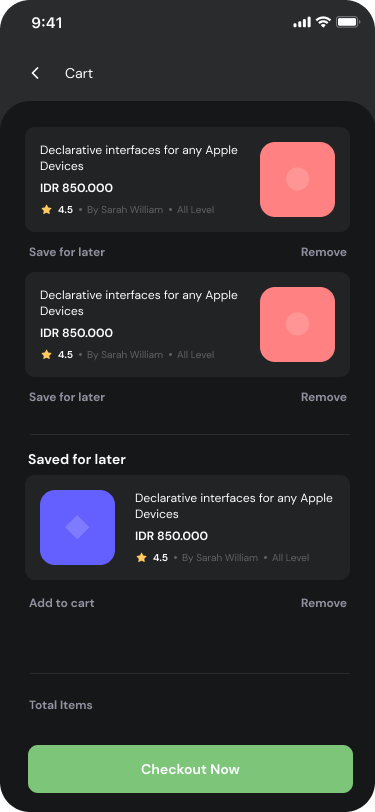 9:41
Cart
Declarative interfaces for any Apple
Devices
IDR 850.000
4.5 • By Sarah William • All Level
Save for later Remove
Declarative interfaces for any Apple
Devices
IDR 850.000
4.5 • By Sarah William • All Level
Save for later Remove
Saved for later
Declarative interfaces for any Apple
Devices
IDR 850.000
4.5 • By Sarah William • All Level
Add to cart Remove
Total Items
Checkout Now